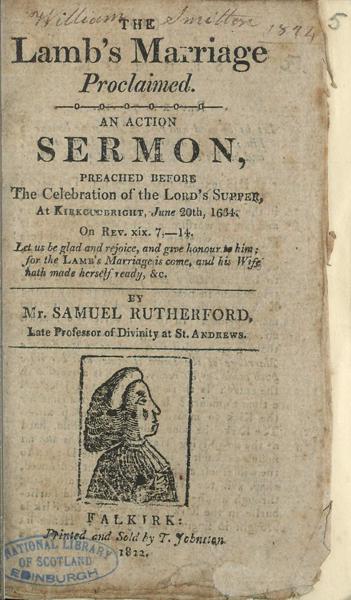 William Smitton 1824
5
THE
Lamb's Marriage
Proclaimed.
AN ACTION
SERMON,
PREACHED BEFORE
The Celebration of the LORD'S SUPPER,
At KIRKCUDBRIGHT, June 20th, 1634.
On REV. xix. 7,—14.
Let us be glad and rejoice, and give honour to him;
for the LAMB'S Marriage is come, and his Wife
hath made herself ready, &c.
BY
Mr. SAMUEL RUTHERFORD,
Late Professor of Divinity at St. ANDREWS.
FALKIRK:
Printed and Sold by T. Johnston
1822.
NATIONAL LIBRARY
OF SCOTLAND
EDINBURGH